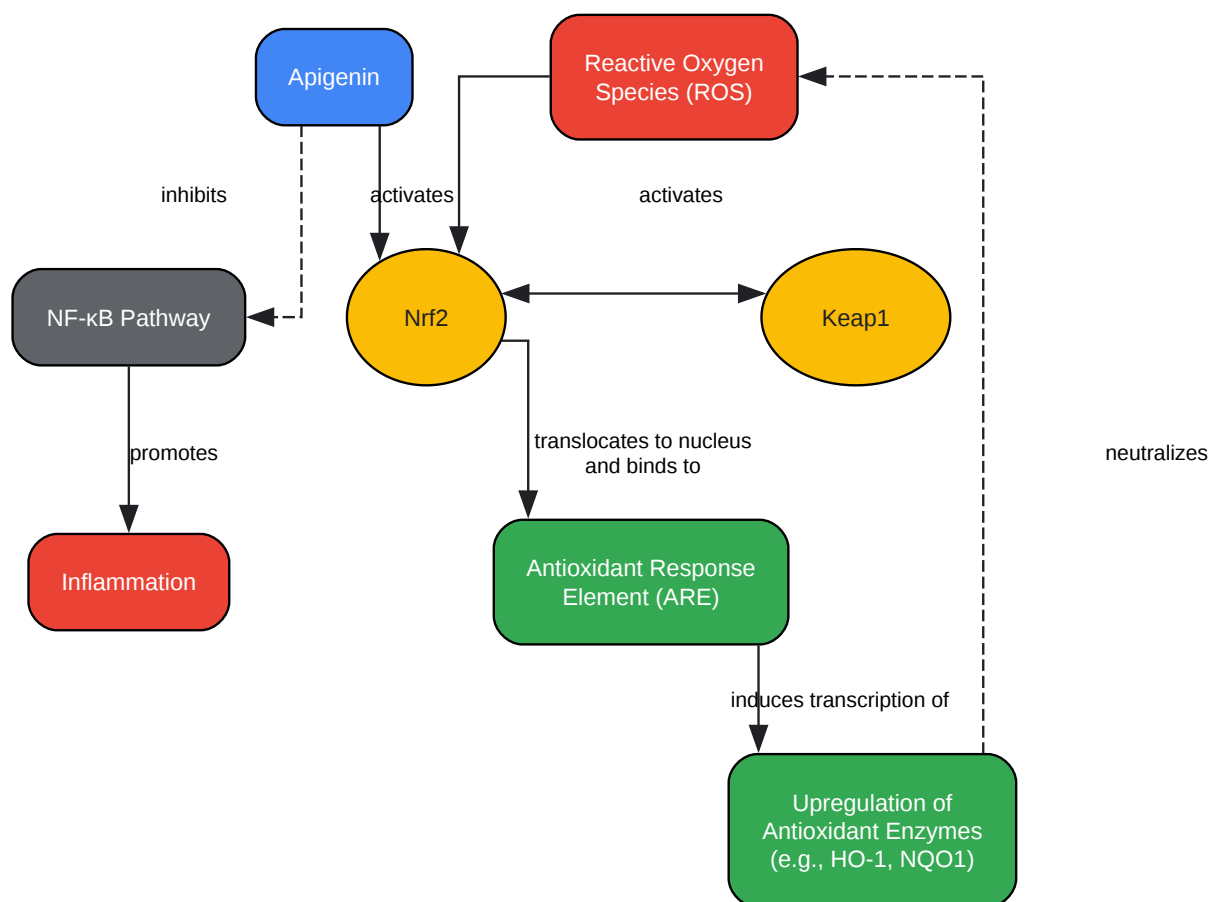 Apigenin
Reactive Oxygen
Species (ROS)
inhibits
activates
activates
NF-κB Pathway
Nrf2
Keap1
promotes
translocates to nucleus
and binds to
neutralizes
Inflammation
Antioxidant Response
Element (ARE)
induces transcription of
Upregulation of
Antioxidant Enzymes
(e.g., HO-1, NQO1)